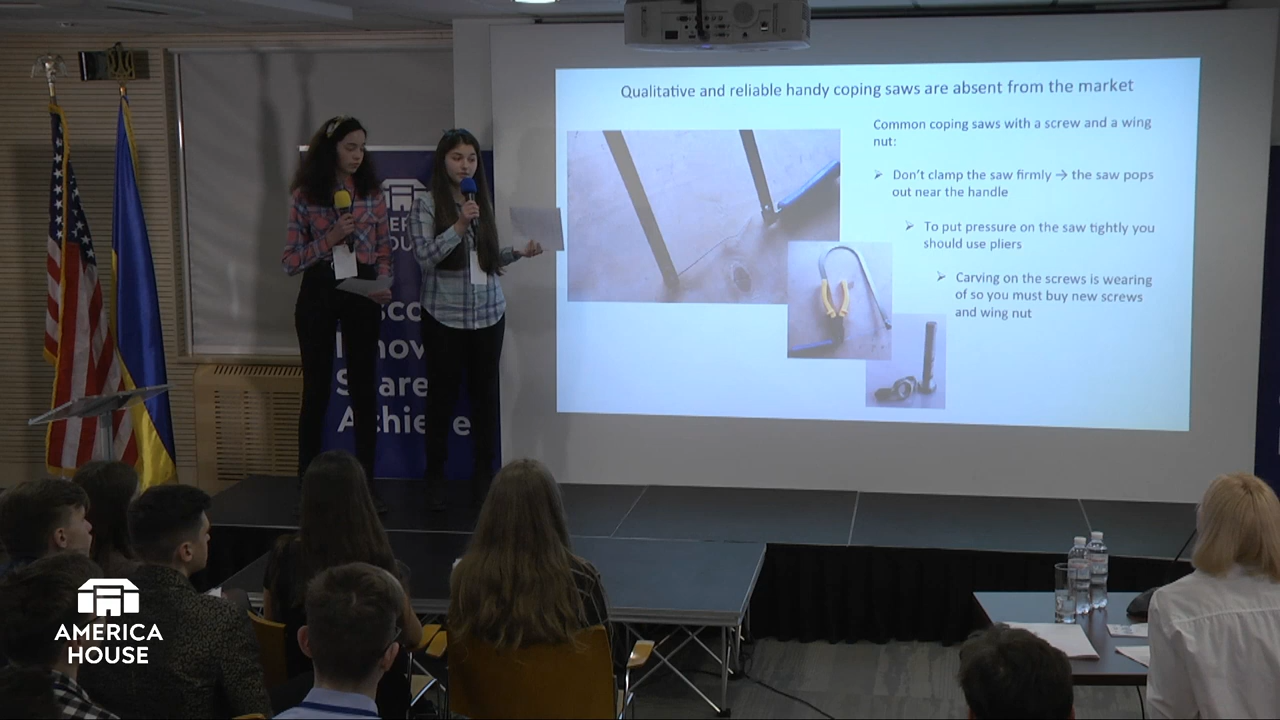 Qualitative and reliable handy coping saws are absent from the market
Common coping saws with a screw and a wing
nut:
➢ Don't clamp the saw firmly → the saw pops
out near the handle
➢ To put pressure on the saw tightly you
should use pliers
➢ Carving on the screws is wearing
of so you must buy new screws
and wing nut
Share
Achieve
AMERICA
HOUSE